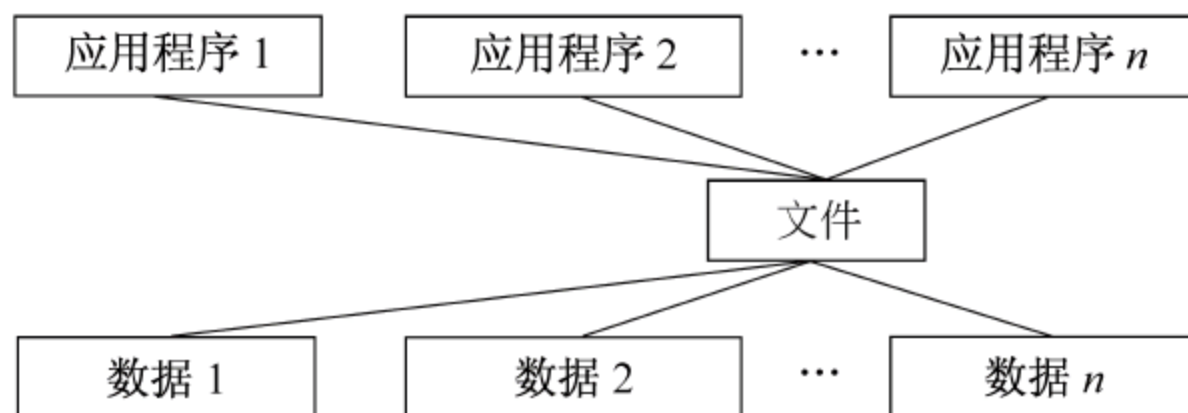 应用程序 1 应用程序 2 … 应用程序 n
文件
数据 1 数据 2 … 数据 n